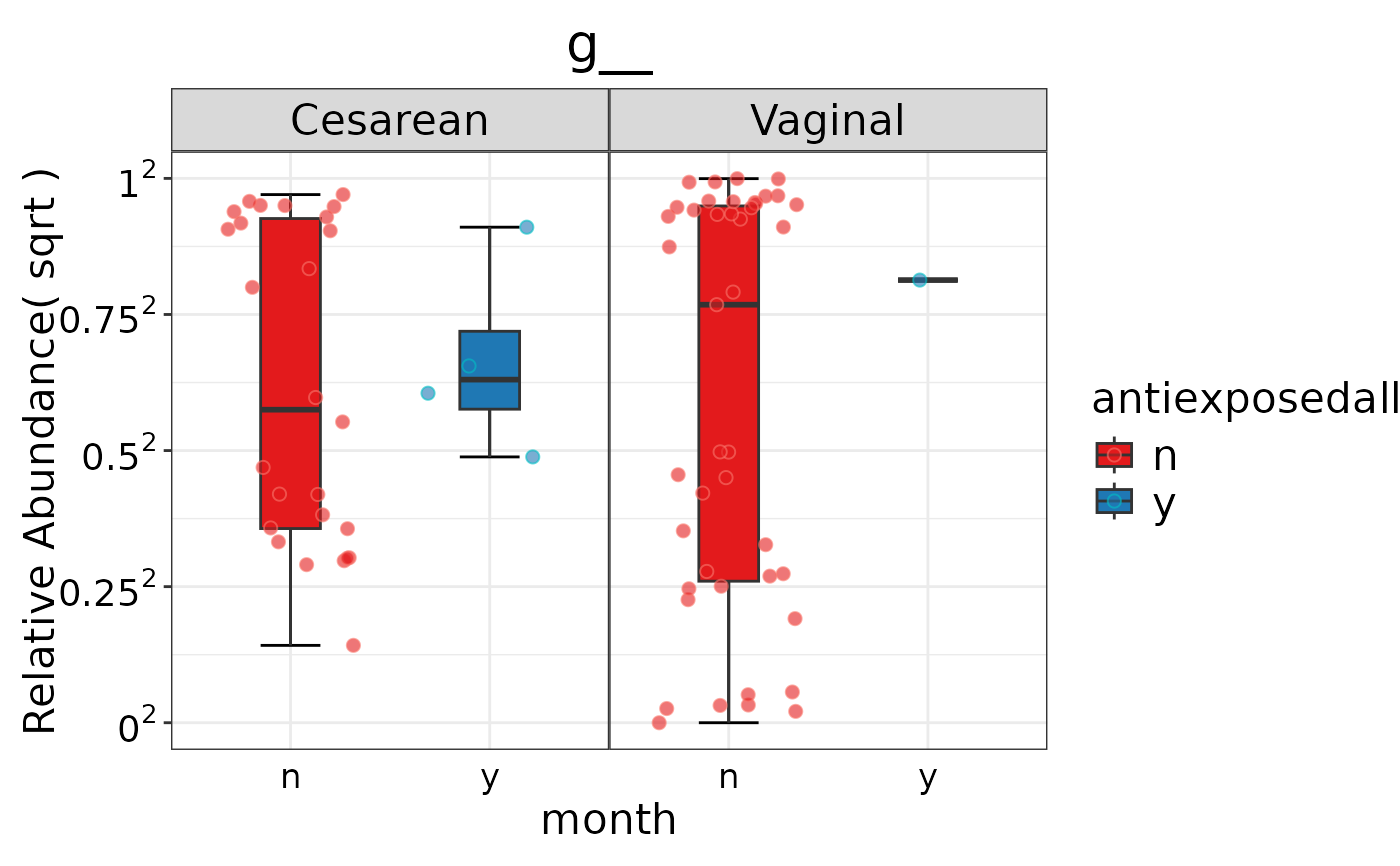 g__
Cesarean
Vaginal
Relative Abundance( sqrt )
1²
0.75²
0.5²
0.25²
0²
n
y
n
y
month
antiexposedall
n
y